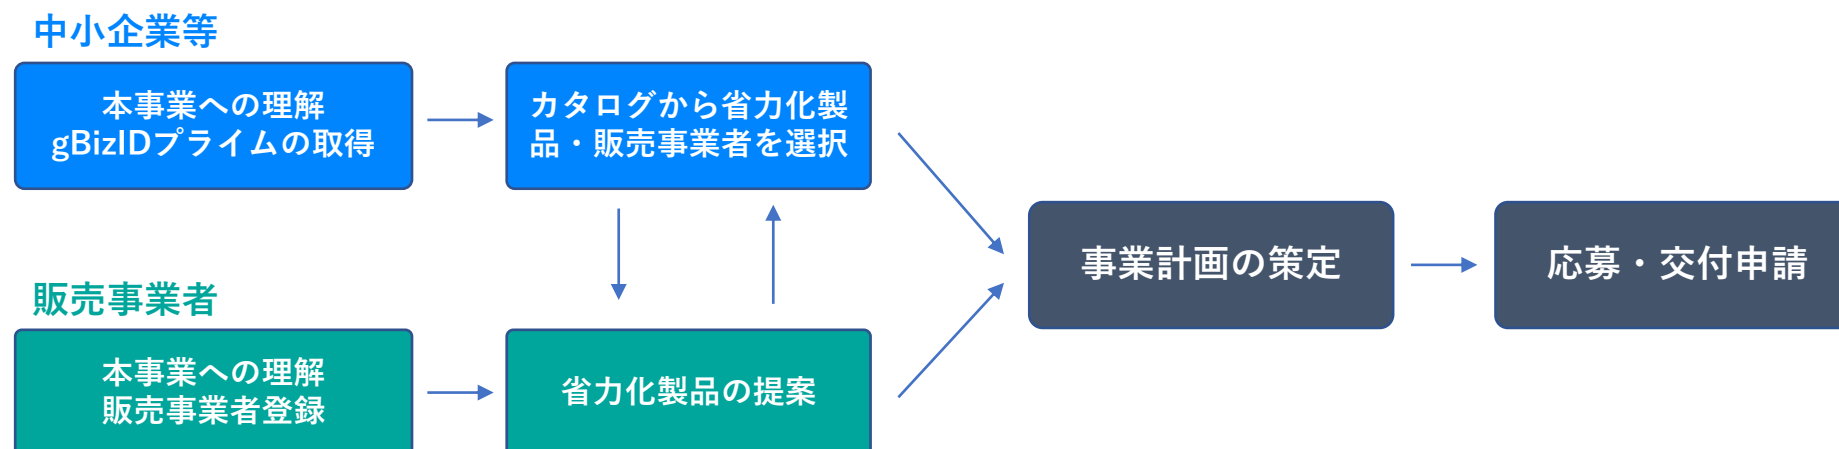 中小企業等
本事業への理解
gBizIDプライムの取得
カタログから省力化製
品・販売事業者を選択
販売事業者
本事業への理解
販売事業者登録
省力化製品の提案
事業計画の策定
応募・交付申請